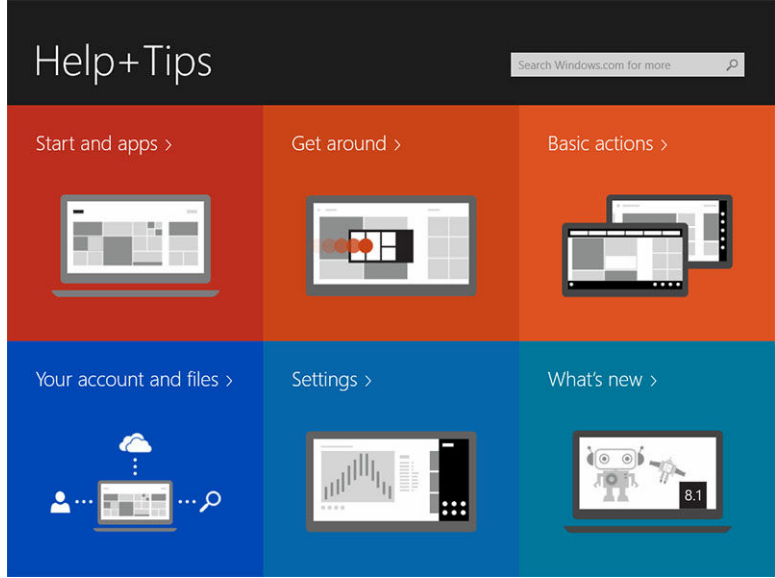 Help+Tips
Search Windows.com for more
Start and apps >
Get around >
Basic actions >
Your account and files >
Settings >
What's new >
8.1